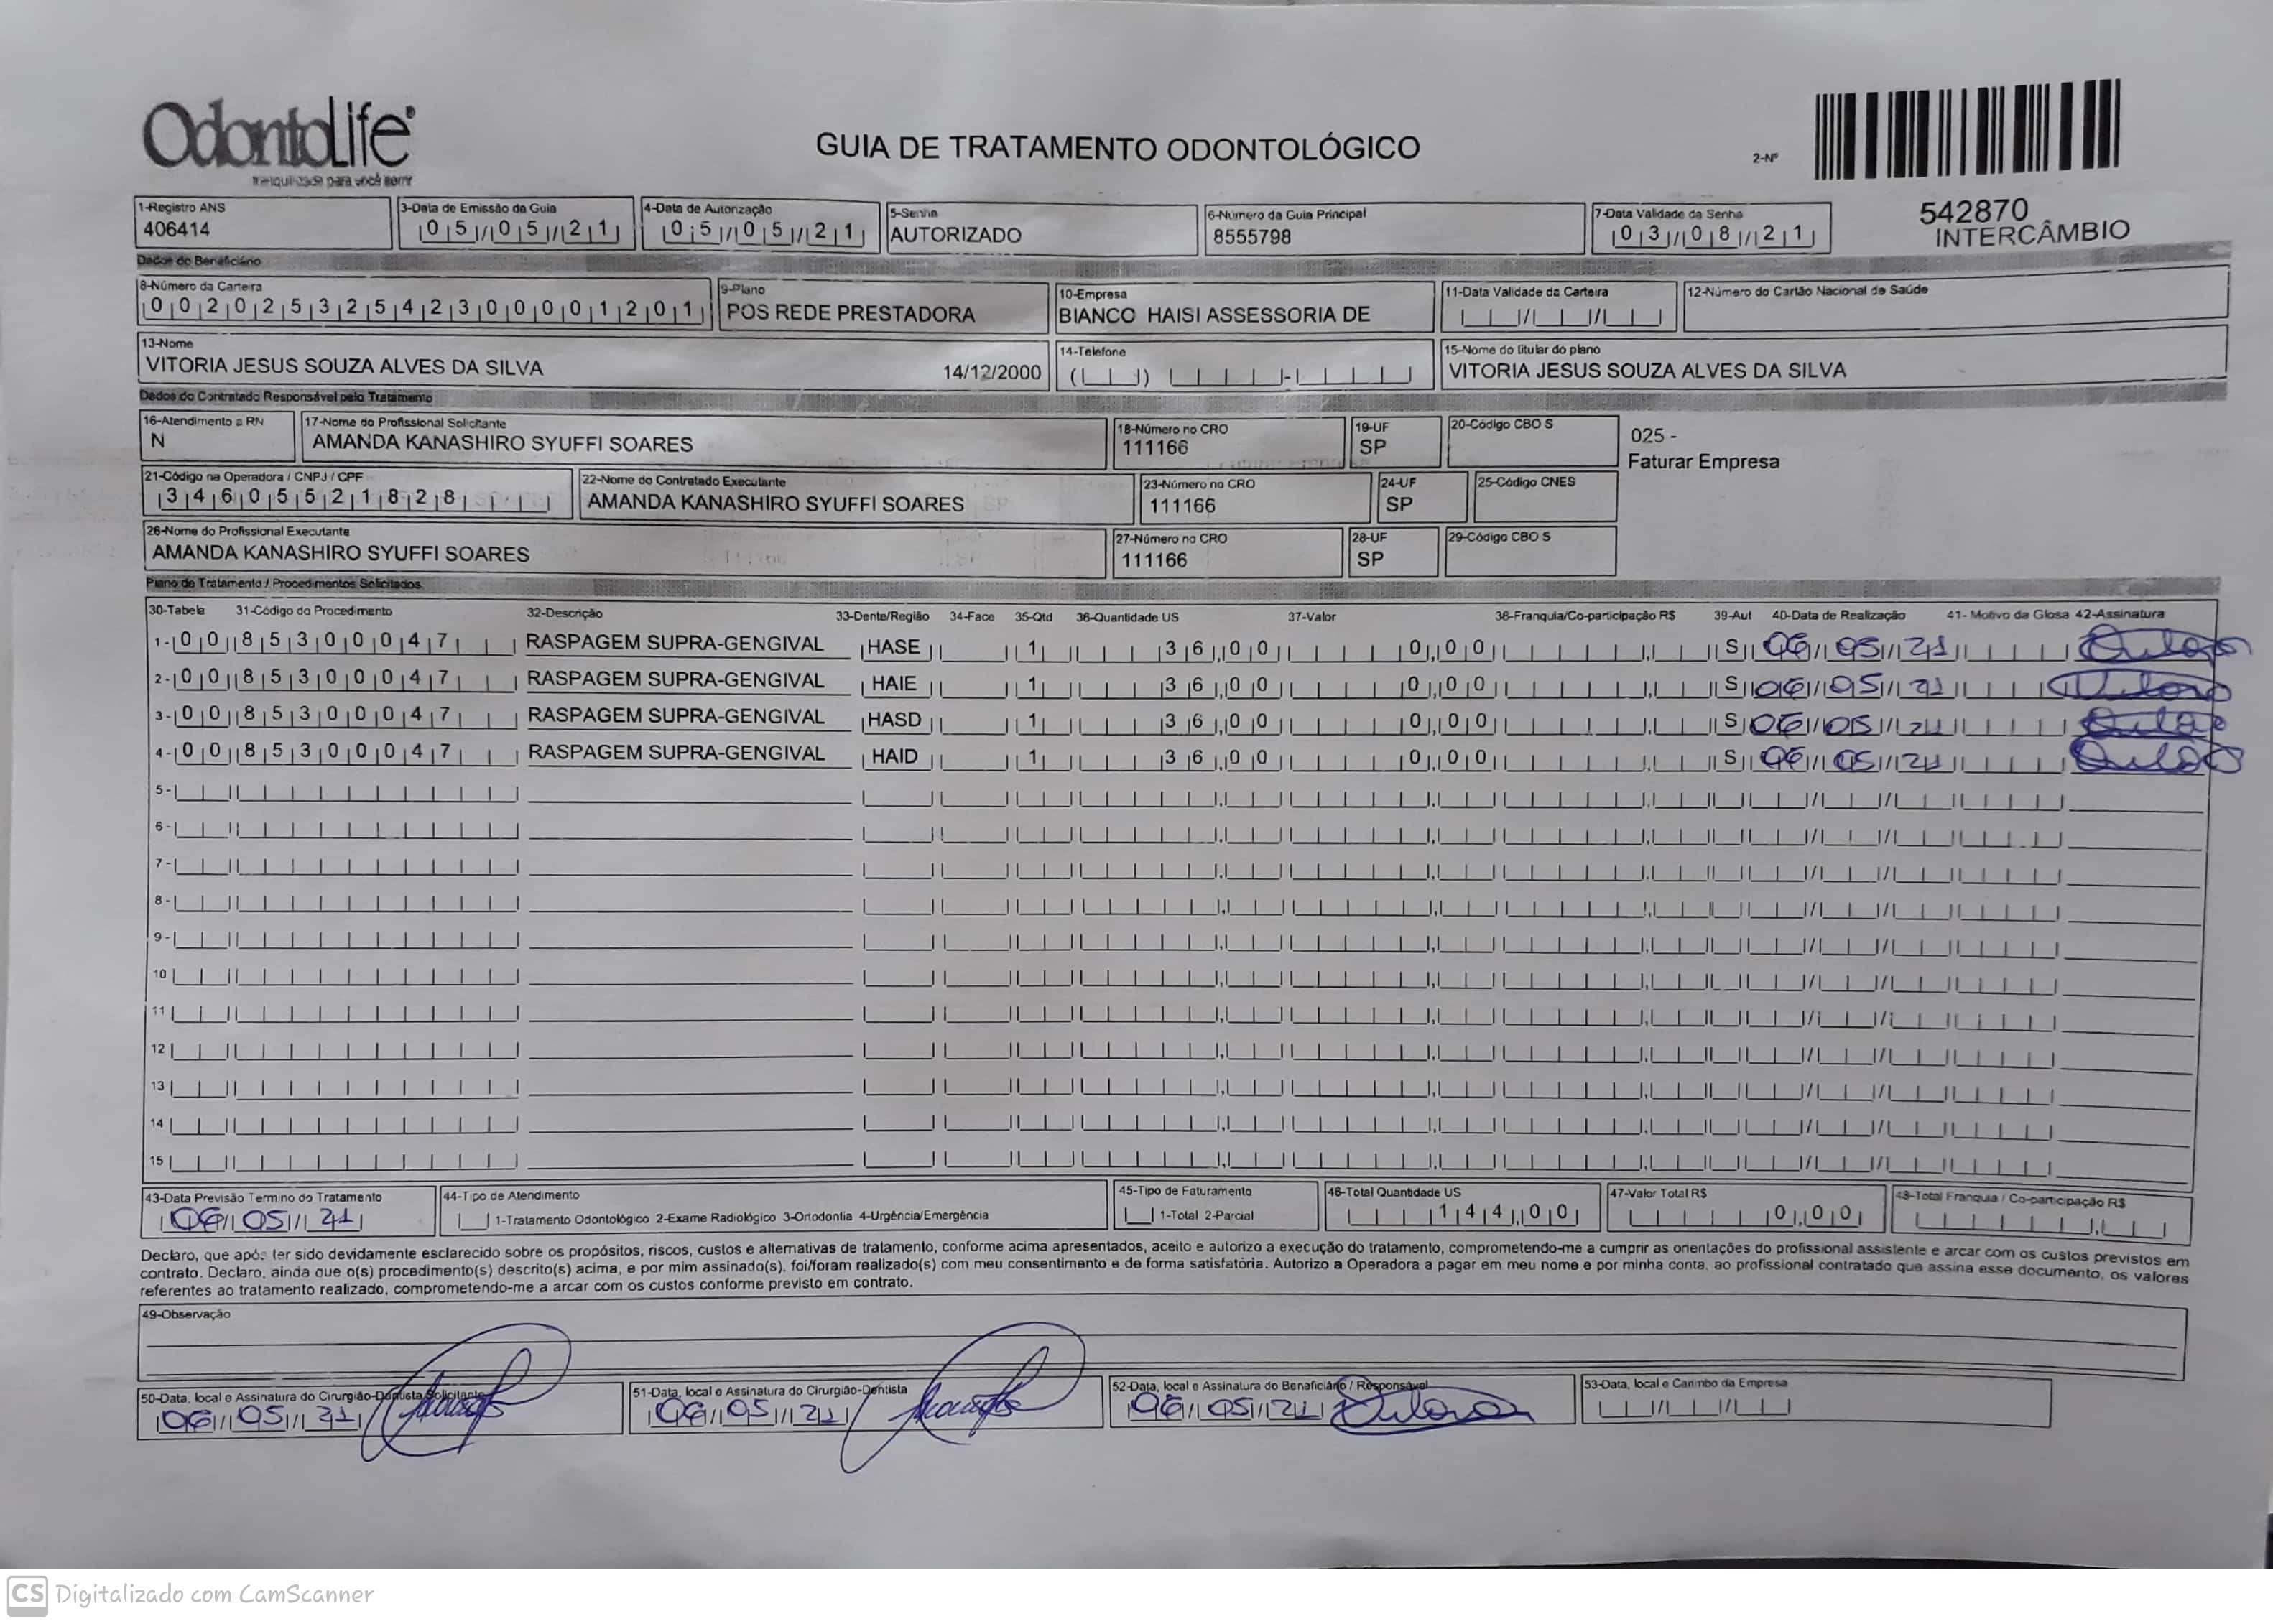 OdontoLife
GUIA DE TRATAMENTO ODONTOLÓGICO
2-Nº
542870
INTERCÂMBIO
1-Registro ANS
406414
3-Data de Emissão da Guia
05/05/21
4-Data de Autorização
05/05/21
5-Senha
AUTORIZADO
6-Número da Guia Principal
8555798
7-Data Validade da Senha
03/08/21
Dados do Beneficiário
8-Número da Carteira
00202532542300001201
9-Plano
POS REDE PRESTADORA
10-Empresa
BIANCO HAISI ASSESSORIA DE
11-Data Validade da Carteira
12-Número do Cartão Nacional de Saúde
13-Nome
VITORIA JESUS SOUZA ALVES DA SILVA 14/12/2000
14-Telefone
15-Nome do titular do plano
VITORIA JESUS SOUZA ALVES DA SILVA
Dados do Contratado Responsável pelo Tratamento
16-Atendimento a RN
N
17-Nome do Profissional Solicitante
AMANDA KANASHIRO SYUFFI SOARES
18-Número no CRO
111166
19-UF
SP
20-Código CBO S
025 -
Faturar Empresa
21-Código na Operadora / CNPJ / CPF
34605521828
22-Nome do Contratado Executante
AMANDA KANASHIRO SYUFFI SOARES
23-Número no CRO
111166
24-UF
SP
25-Código CNES
26-Nome do Profissional Executante
AMANDA KANASHIRO SYUFFI SOARES
27-Número no CRO
111166
28-UF
SP
29-Código CBO S
Plano de Tratamento / Procedimentos Solicitados
30-Tabela 31-Código do Procedimento 32-Descrição 33-Dente/Região 34-Face 35-Qtd 36-Quantidade US 37-Valor 38-Franquia/Co-participação R$ 39-Aut 40-Data de Realização 41- Motivo da Glosa 42-Assinatura
1- 00 85300047 RASPAGEM SUPRA-GENGIVAL HASE 1 36,00 0,00 S 06/05/21
2- 00 85300047 RASPAGEM SUPRA-GENGIVAL HAIE 1 36,00 0,00 S 06/05/21
3- 00 85300047 RASPAGEM SUPRA-GENGIVAL HASD 1 36,00 0,00 S 06/05/21
4- 00 85300047 RASPAGEM SUPRA-GENGIVAL HAID 1 36,00 0,00 S 06/05/21
5-
6-
7-
8-
9-
10
11
12
13
14
15
43-Data Previsão Termino do Tratamento
06/05/21
44-Tipo de Atendimento
1-Tratamento Odontológico 2-Exame Radiológico 3-Ortodontia 4-Urgência/Emergência
45-Tipo de Faturamento
1-Total 2-Parcial
46-Total Quantidade US
144,00
47-Valor Total R$
0,00
48-Total Franquia / Co-participação R$
Declaro, que após ter sido devidamente esclarecido sobre os propósitos, riscos, custos e alternativas de tratamento, conforme acima apresentados, aceito e autorizo a execução do tratamento, comprometendo-me a cumprir as orientações do profissional assistente e arcar com os custos previstos em
contrato. Declaro, ainda que o(s) procedimento(s) descrito(s) acima, e por mim assinado(s), foi/foram realizado(s) com meu consentimento e de forma satisfatória. Autorizo a Operadora a pagar em meu nome e por minha conta, ao profissional contratado que assina esse documento, os valores
referentes ao tratamento realizado, comprometendo-me a arcar com os custos conforme previsto em contrato.
49-Observação
50-Data, local e Assinatura do Cirurgião-Dentista Solicitante
06/05/21
51-Data, local e Assinatura do Cirurgião-Dentista
06/05/21
52-Data, local e Assinatura do Beneficiário / Responsável
06/05/21
53-Data, local e Carimbo da Empresa
CS Digitalizado com CamScanner